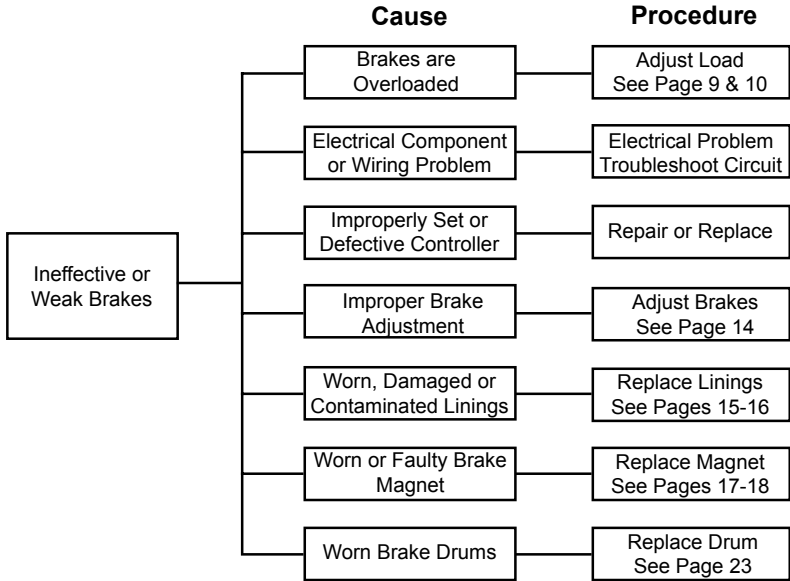 Cause
Procedure
Brakes are
Overloaded
Adjust Load
See Page 9 & 10
Electrical Component
or Wiring Problem
Electrical Problem
Troubleshoot Circuit
Improperly Set or
Defective Controller
Repair or Replace
Ineffective or
Weak Brakes
Improper Brake
Adjustment
Adjust Brakes
See Page 14
Worn, Damaged or
Contaminated Linings
Replace Linings
See Pages 15-16
Worn or Faulty Brake
Magnet
Replace Magnet
See Pages 17-18
Worn Brake Drums
Replace Drum
See Page 23